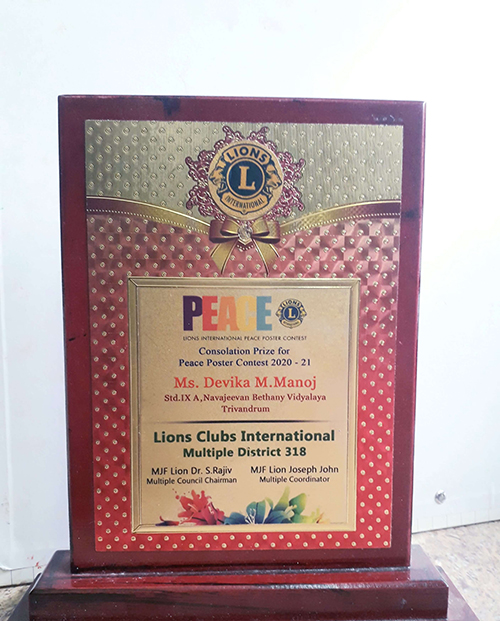 LIONS
L
INTERNATIONAL
PEACE
LIONS
L
LIONS INTERNATIONAL PEACE POSTER CONTEST
Consolation Prize for
Peace Poster Contest 2020 - 21
Ms. Devika M.Manoj
Std.IX A,Navajeevan Bethany Vidyalaya
Trivandrum
Lions Clubs International
Multiple District 318
MJF Lion Dr. S.Rajiv MJF Lion Joseph John
Multiple Council Chairman Multiple Coordinator